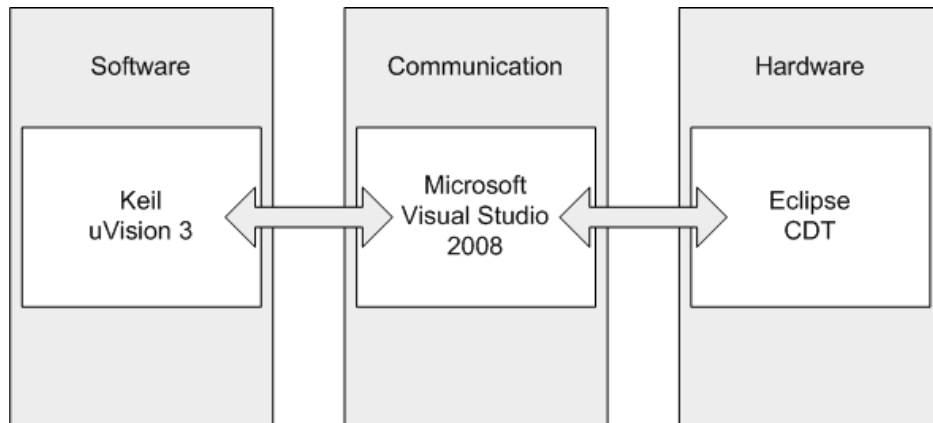 Software
Communication
Hardware
Keil
uVision 3
Microsoft
Visual Studio
2008
Eclipse
CDT